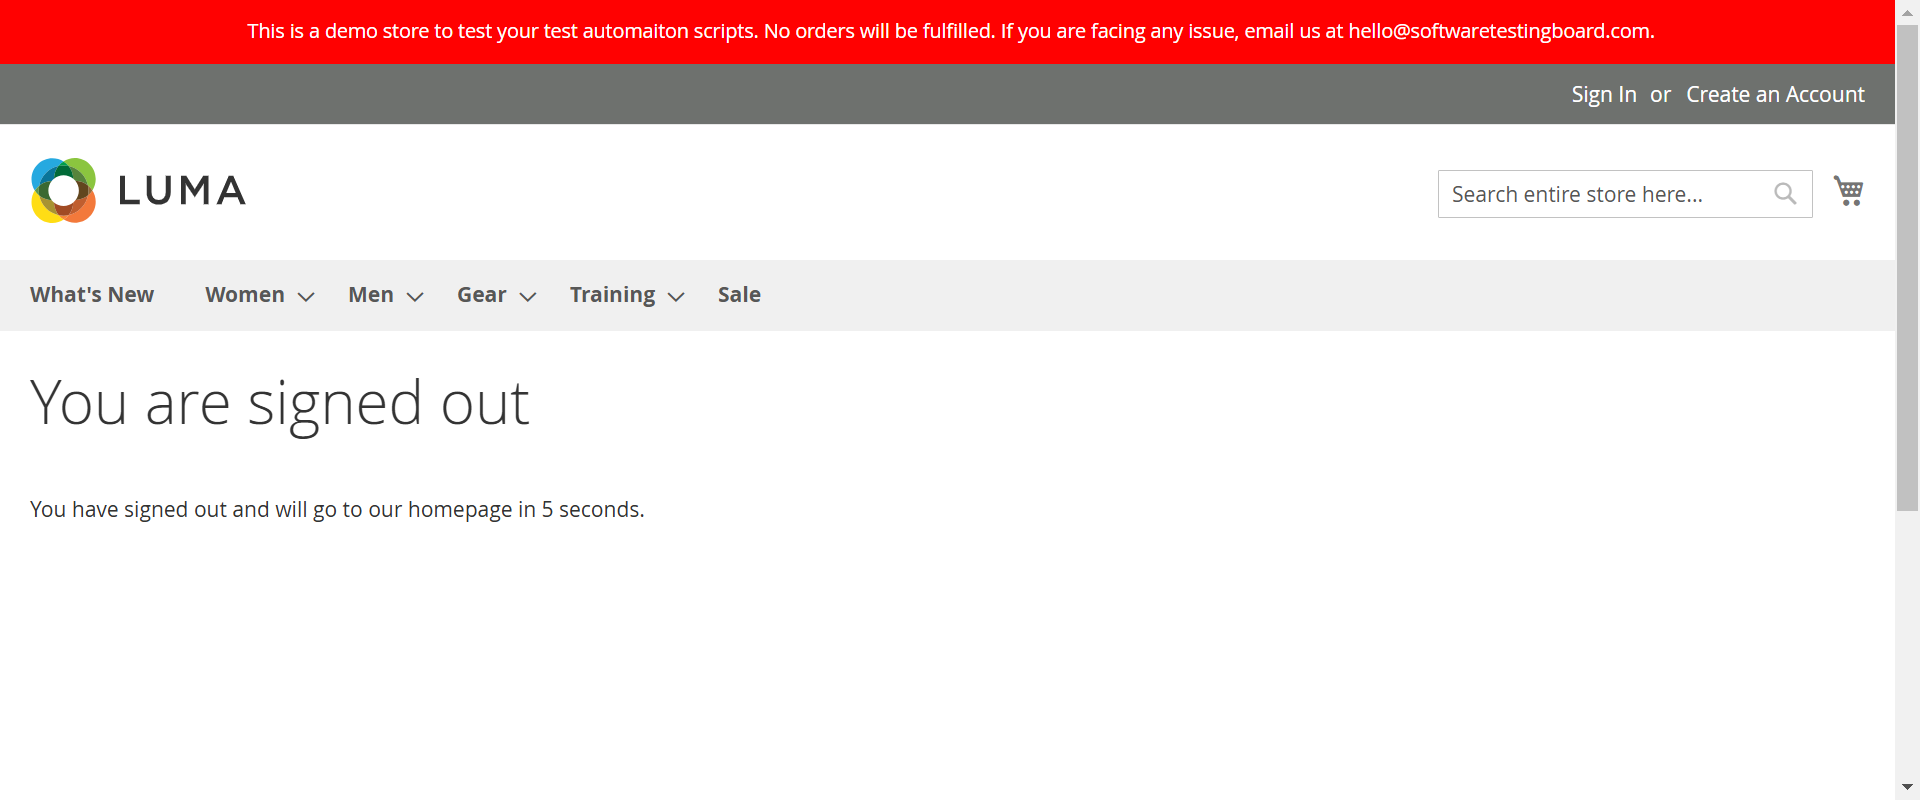 This is a demo store to test your test automaiton scripts. No orders will be fulfilled. If you are facing any issue, email us at hello@softwaretestingboard.com.
Sign In or Create an Account
LUMA
Search entire store here...
What's New Women Men Gear Training Sale
You are signed out
You have signed out and will go to our homepage in 5 seconds.